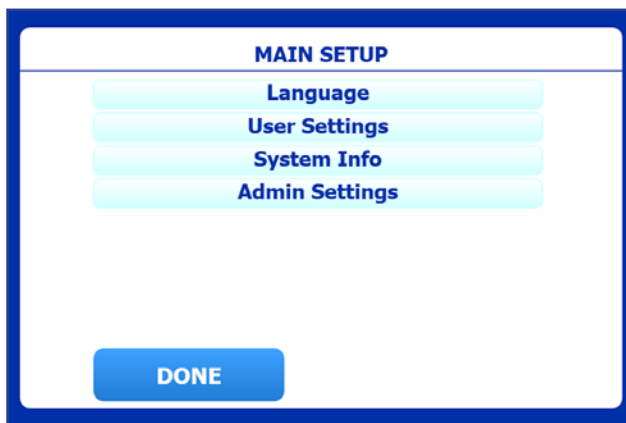 MAIN SETUP
Language
User Settings
System Info
Admin Settings
DONE